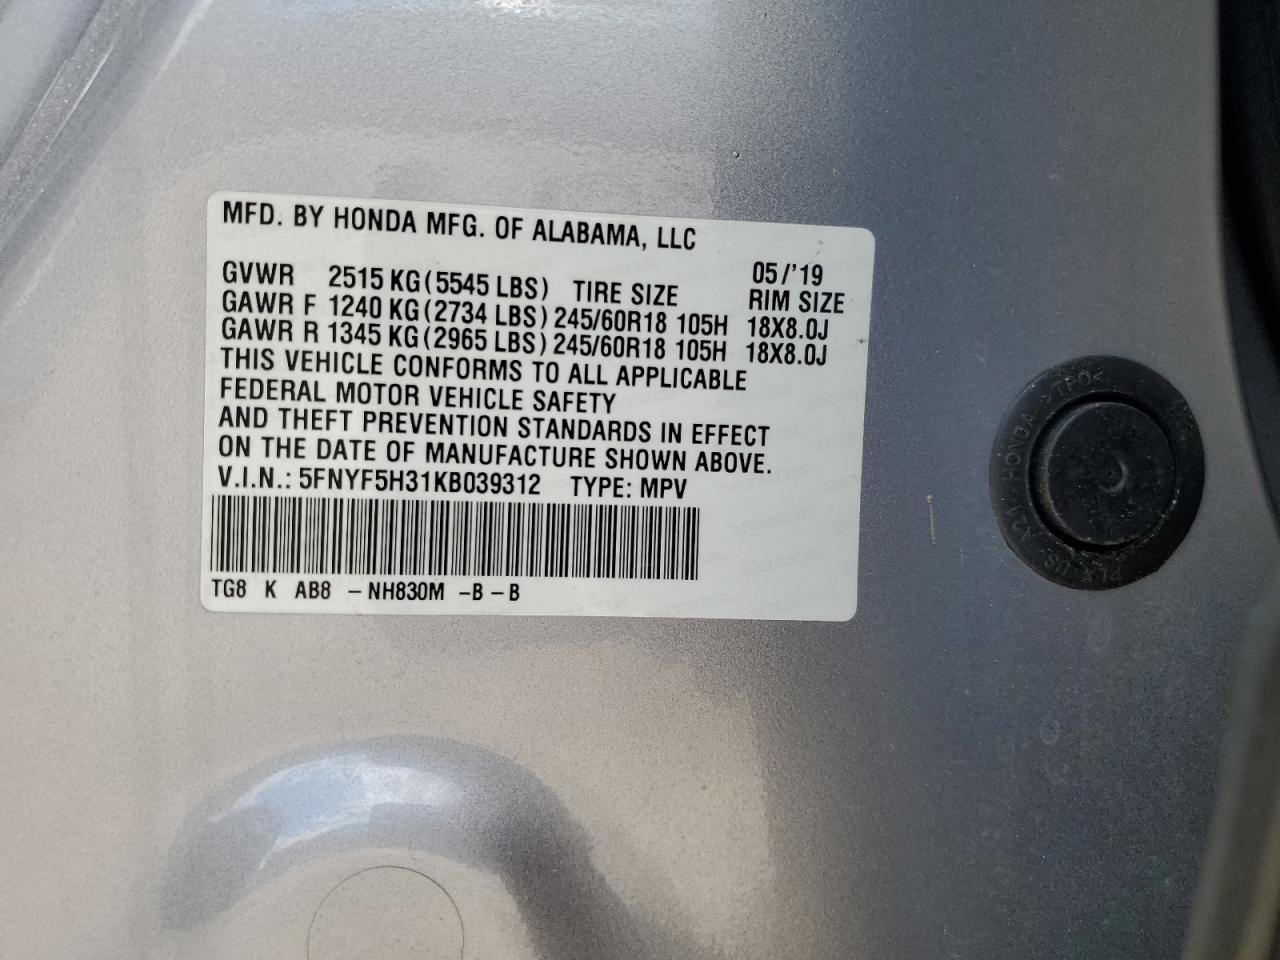 MFD. BY HONDA MFG. OF ALABAMA, LLC
05/'19
GVWR 2515 KG (5545 LBS) TIRE SIZE RIM SIZE
GAWR F 1240 KG (2734 LBS) 245/60R18 105H 18X8.0J
GAWR R 1345 KG (2965 LBS) 245/60R18 105H 18X8.0J
THIS VEHICLE CONFORMS TO ALL APPLICABLE
FEDERAL MOTOR VEHICLE SAFETY
AND THEFT PREVENTION STANDARDS IN EFFECT
ON THE DATE OF MANUFACTURE SHOWN ABOVE.
V.I.N.: 5FNYF5H31KB039312 TYPE: MPV
TG8 K AB8 – NH830M –B – B
HONDA >TPO<